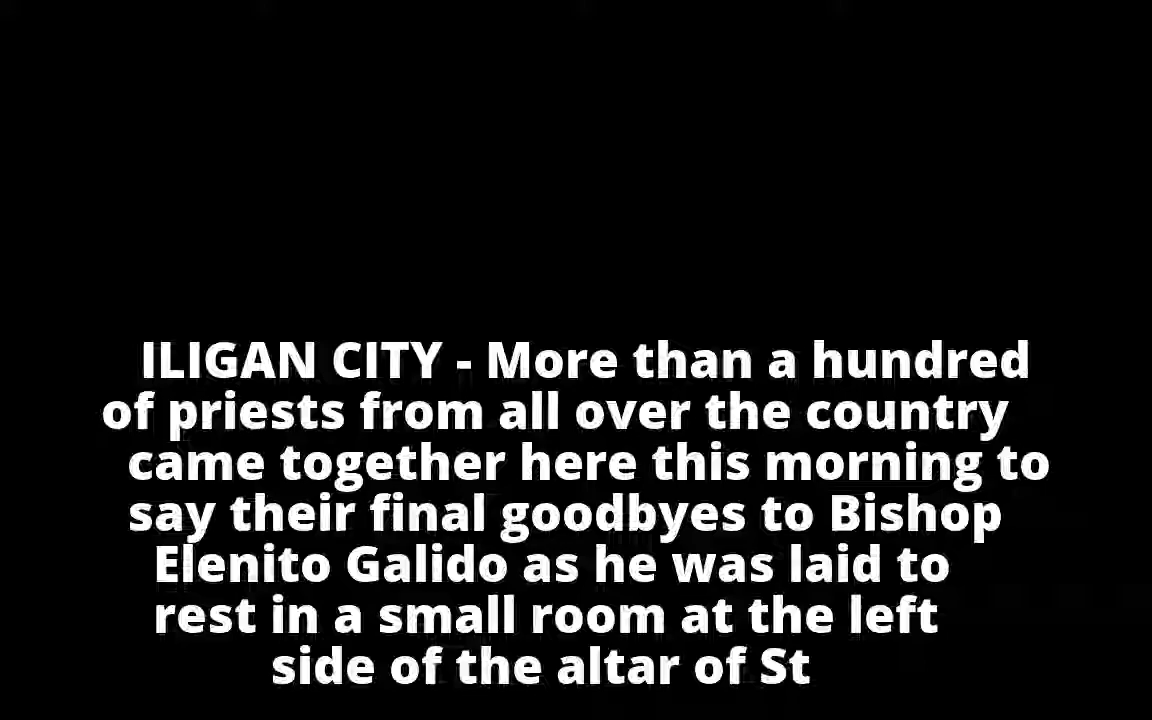 ILIGAN CITY - More than a hundred
of priests from all over the country
came together here this morning to
say their final goodbyes to Bishop
Elenito Galido as he was laid to
rest in a small room at the left
side of the altar of St